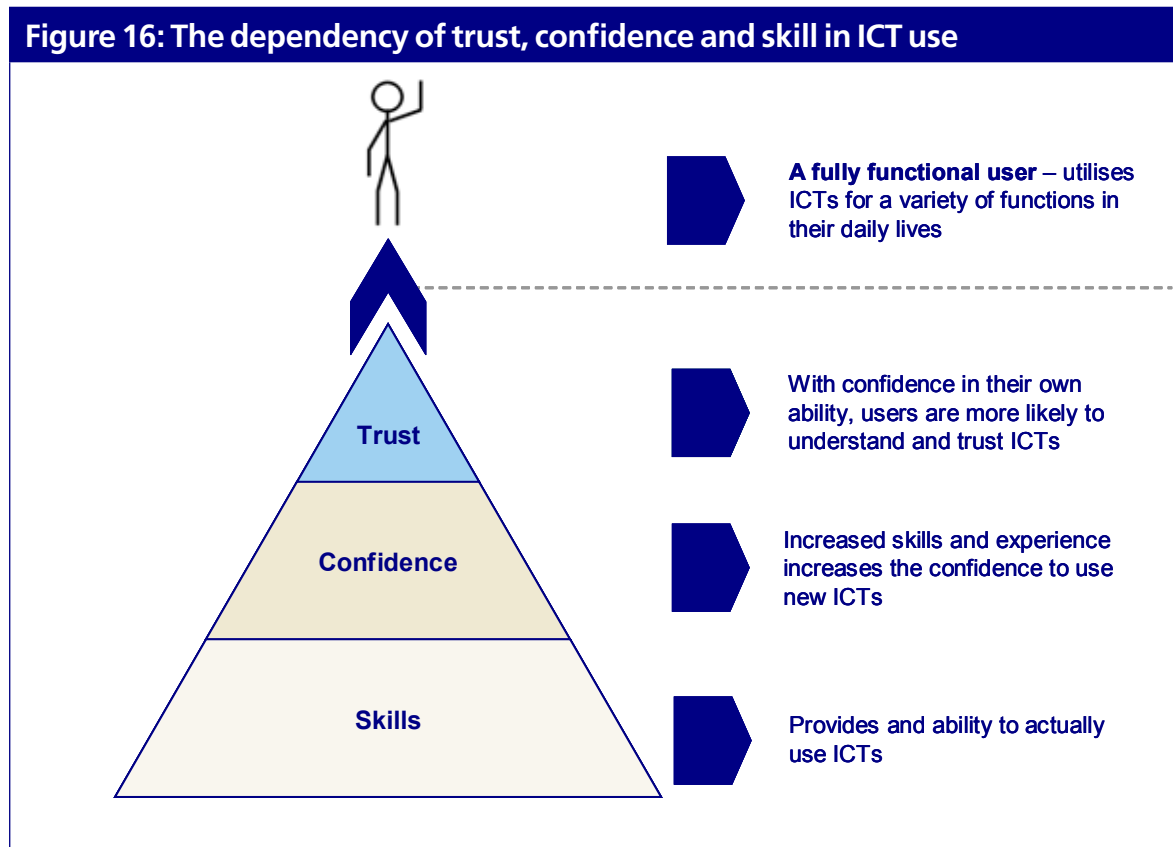 Figure 16: The dependency of trust, confidence and skill in ICT use
A fully functional user – utilises
ICTs for a variety of functions in
their daily lives
Trust
With confidence in their own
ability, users are more likely to
understand and trust ICTs
Confidence
Increased skills and experience
increases the confidence to use
new ICTs
Skills
Provides and ability to actually
use ICTs